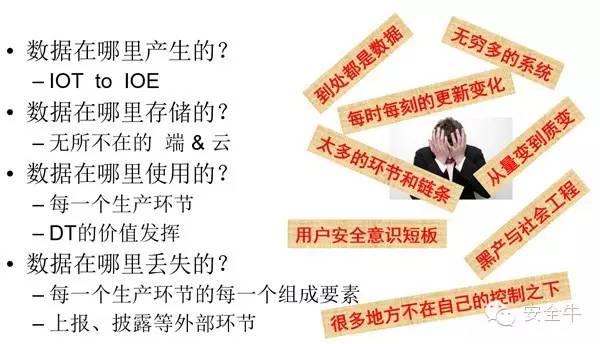 • 数据在哪里产生的？
– IOT to IOE
• 数据在哪里存储的？
– 无所不在的 端 & 云
• 数据在哪里使用的？
– 每一个生产环节
– DT的价值发挥
• 数据在哪里丢失的？
– 每一个生产环节的每一个组成要素
– 上报、披露等外部环节
到处都是数据
无穷多的系统
每时每刻的更新变化
太多的环节和链条
从量变到质变
用户安全意识短板
黑产与社会工程
很多地方不在自己的控制之下
安全牛